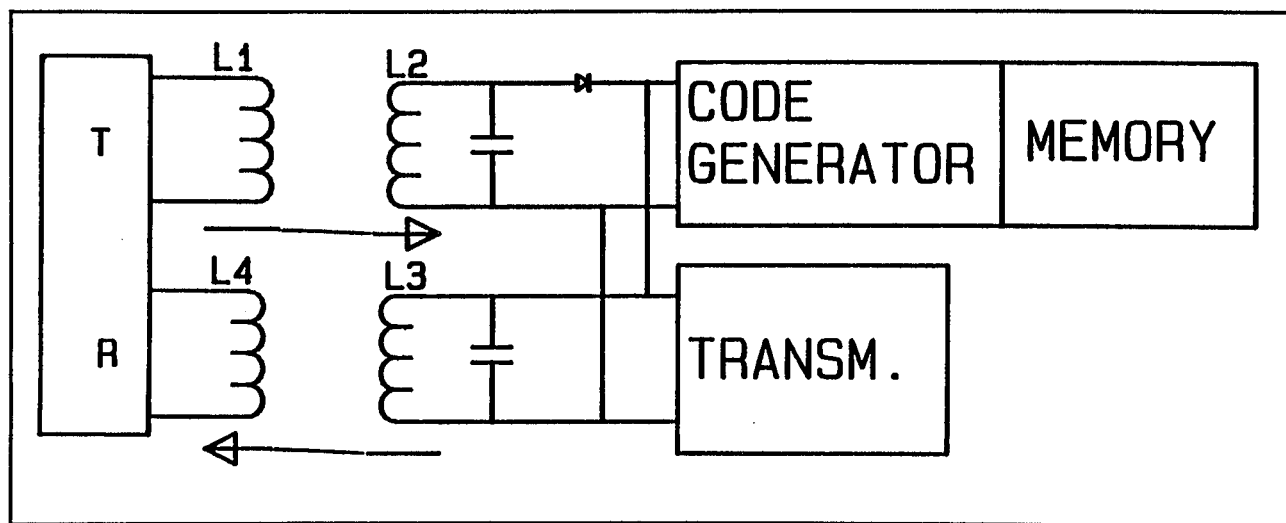 L1
L2
T
CODE
GENERATOR
MEMORY
L4
L3
R
TRANSM.